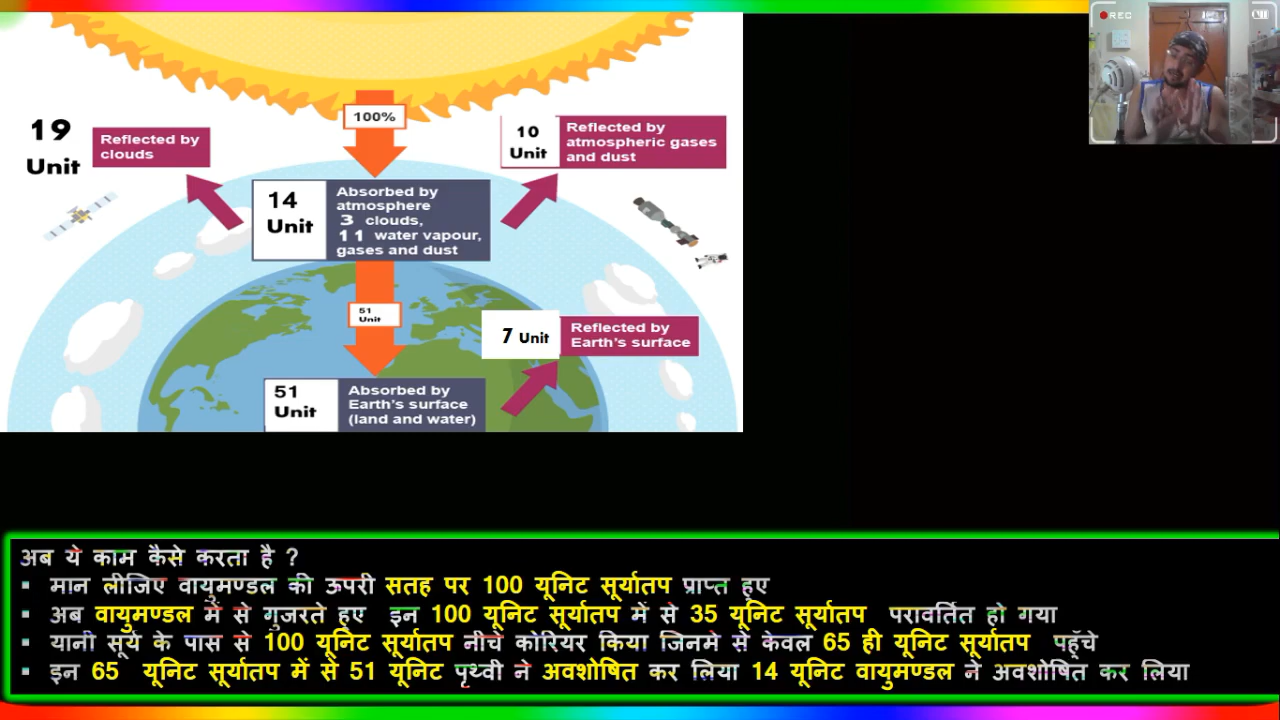 REC
100%
19
Unit
Reflected by
clouds
10
Unit
Reflected by
atmospheric gases
and dust
14
Unit
Absorbed by
atmosphere
3 clouds,
11 water vapour,
gases and dust
51
Unit
7 Unit
Reflected by
Earth's surface
51
Unit
Absorbed by
Earth's surface
(land and water)
अब ये काम कैसे करता है ?
▪ मान लीजिए वायुमण्डल की ऊपरी सतह पर 100 यूनिट सूर्यातप प्राप्त हुए
▪ अब वायुमण्डल में से गुजरते हुए इन 100 यूनिट सूर्यातप में से 35 यूनिट सूर्यातप परावर्तित हो गया
▪ यानी सूर्य के पास से 100 यूनिट सूर्यातप नीचे कोरियर किया जिनमे से केवल 65 ही यूनिट सूर्यातप पहुँचे
▪ इन 65 यूनिट सूर्यातप में से 51 यूनिट पृथ्वी ने अवशोषित कर लिया 14 यूनिट वायुमण्डल ने अवशोषित कर लिया